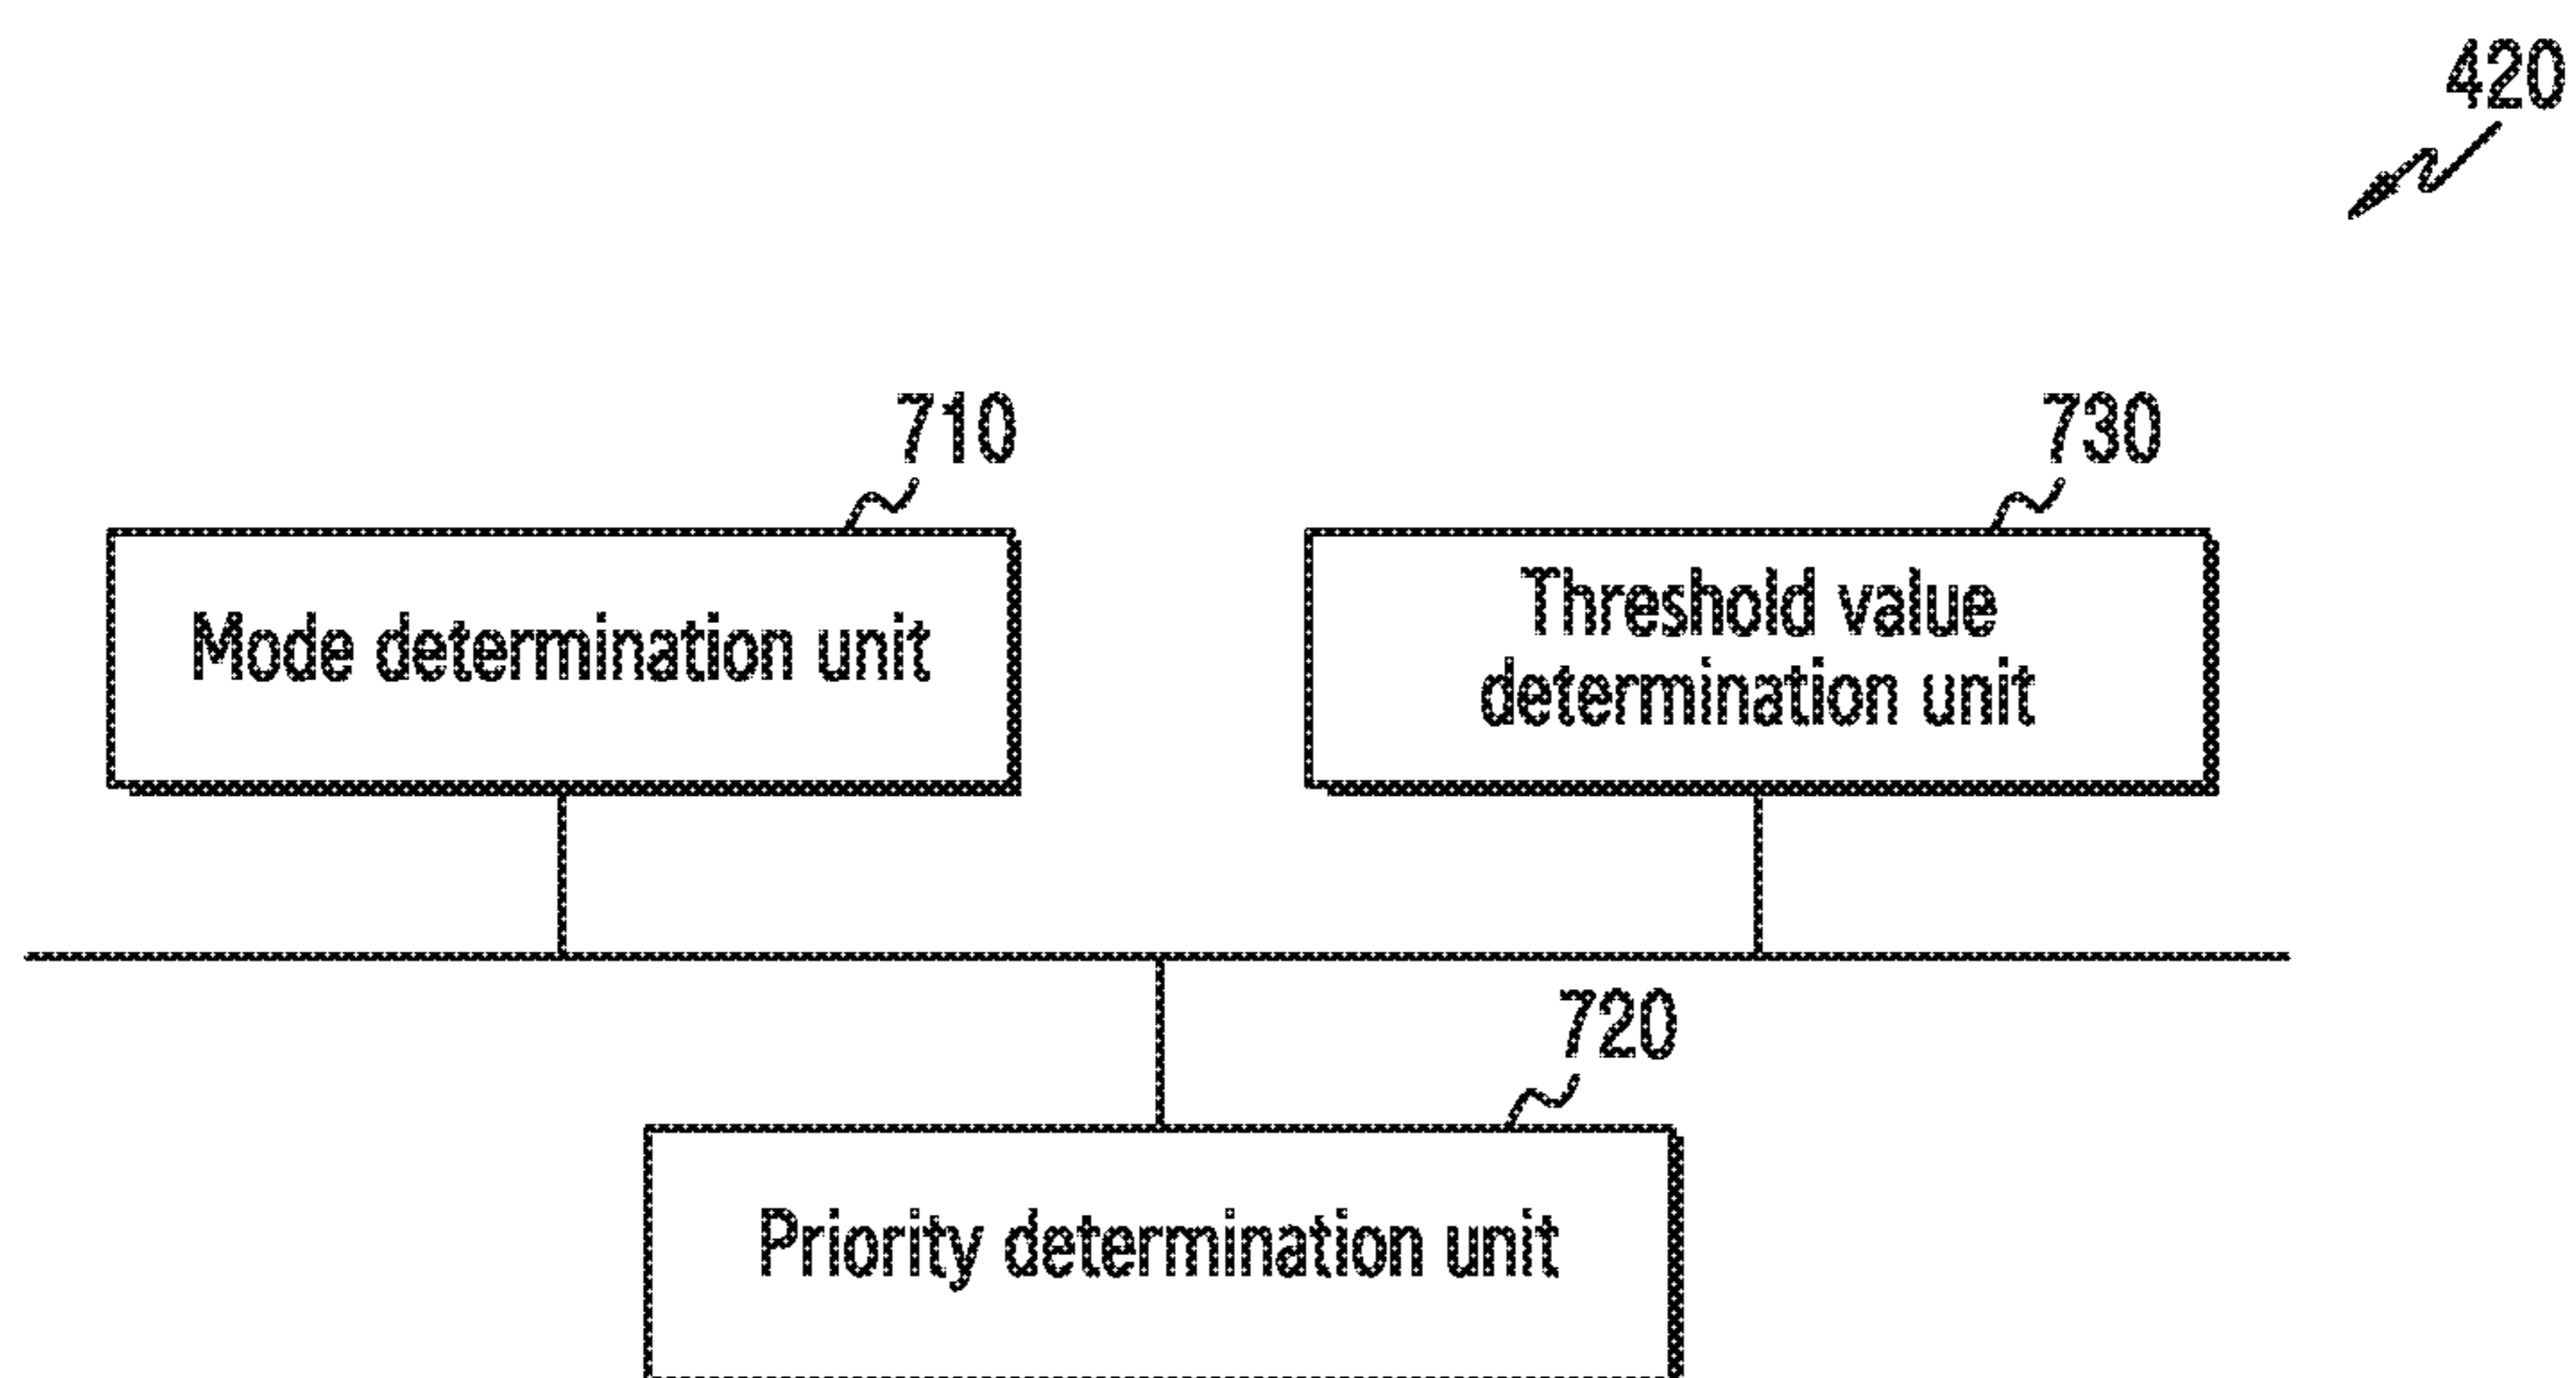 420
710
730
Mode determination unit
Threshold value
determination unit
720
Priority determination unit